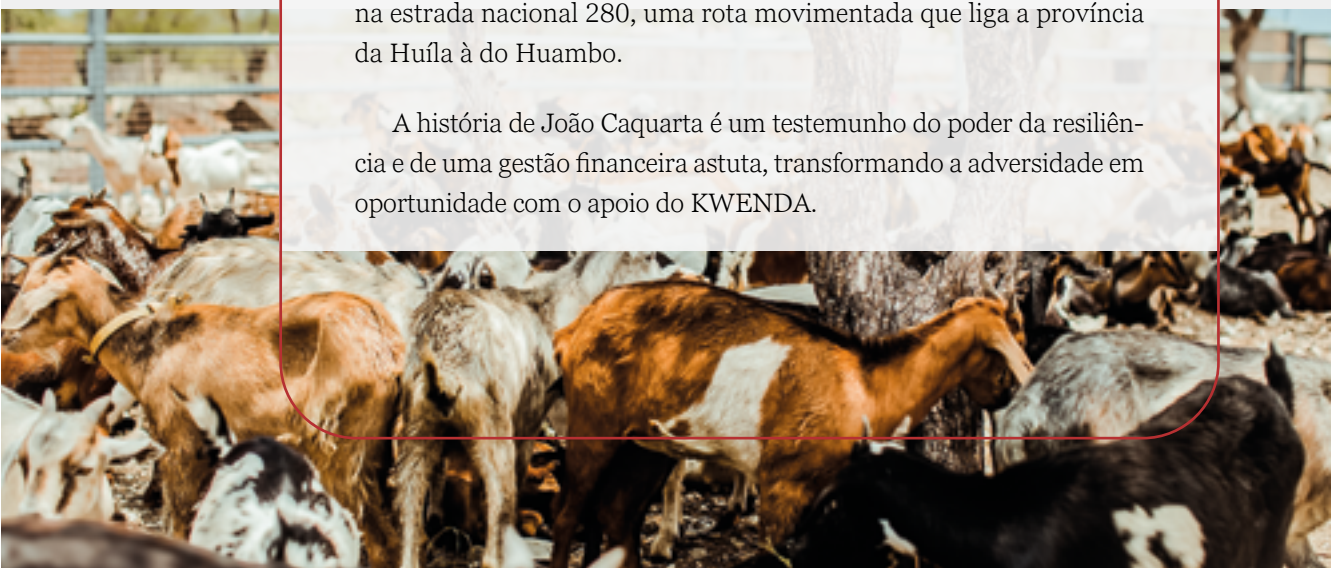 na estrada nacional 280, uma rota movimentada que liga a província
da Huíla à do Huambo.
A história de João Caquarta é um testemunho do poder da resiliên-
cia e de uma gestão financeira astuta, transformando a adversidade em
oportunidade com o apoio do KWENDA.